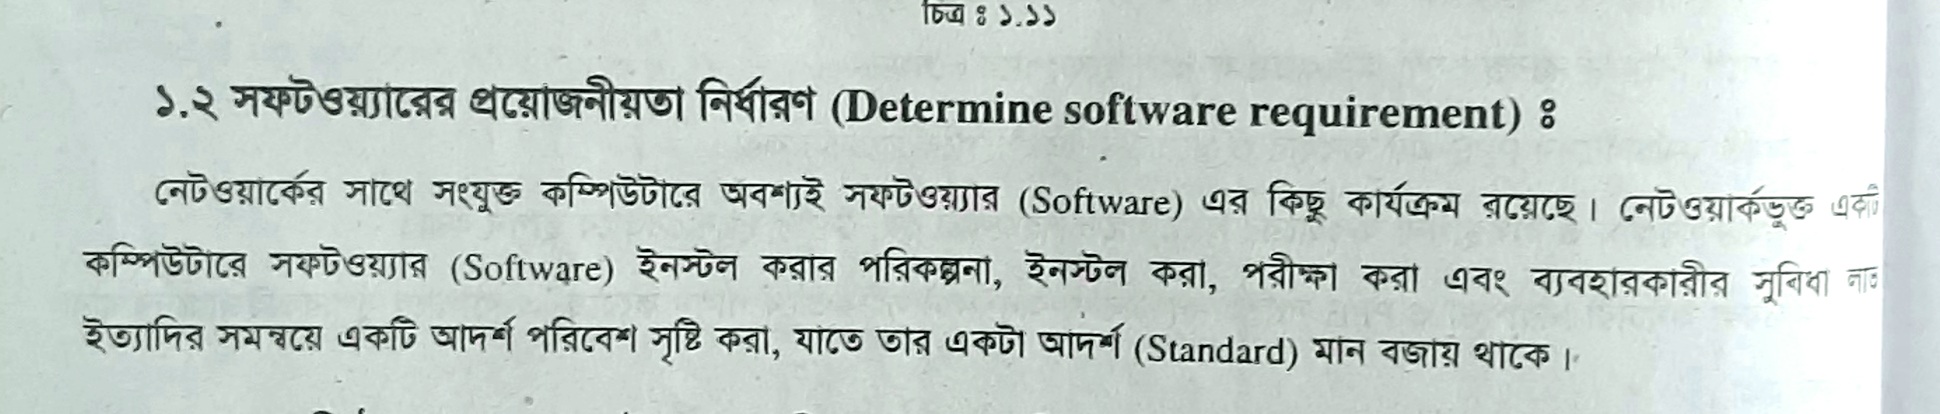 চিত্র ঃ ১.১১
১.২ সফটওয়্যারের প্রয়োজনীয়তা নির্ধারণ (Determine software requirement) ঃ
নেটওয়ার্কের সাথে সংযুক্ত কম্পিউটারে অবশ্যই সফটওয়্যার (Software) এর কিছু কার্যক্রম রয়েছে। নেটওয়ার্কভুক্ত একটি
কম্পিউটারে সফটওয়্যার (Software) ইনস্টল করার পরিকল্পনা, ইনস্টল করা, পরীক্ষা করা এবং ব্যবহারকারীর সুবিধা
ইত্যাদির সমন্বয়ে একটি আদর্শ পরিবেশ সৃষ্টি করা, যাতে তার একটা আদর্শ (Standard) মান বজায় থাকে।